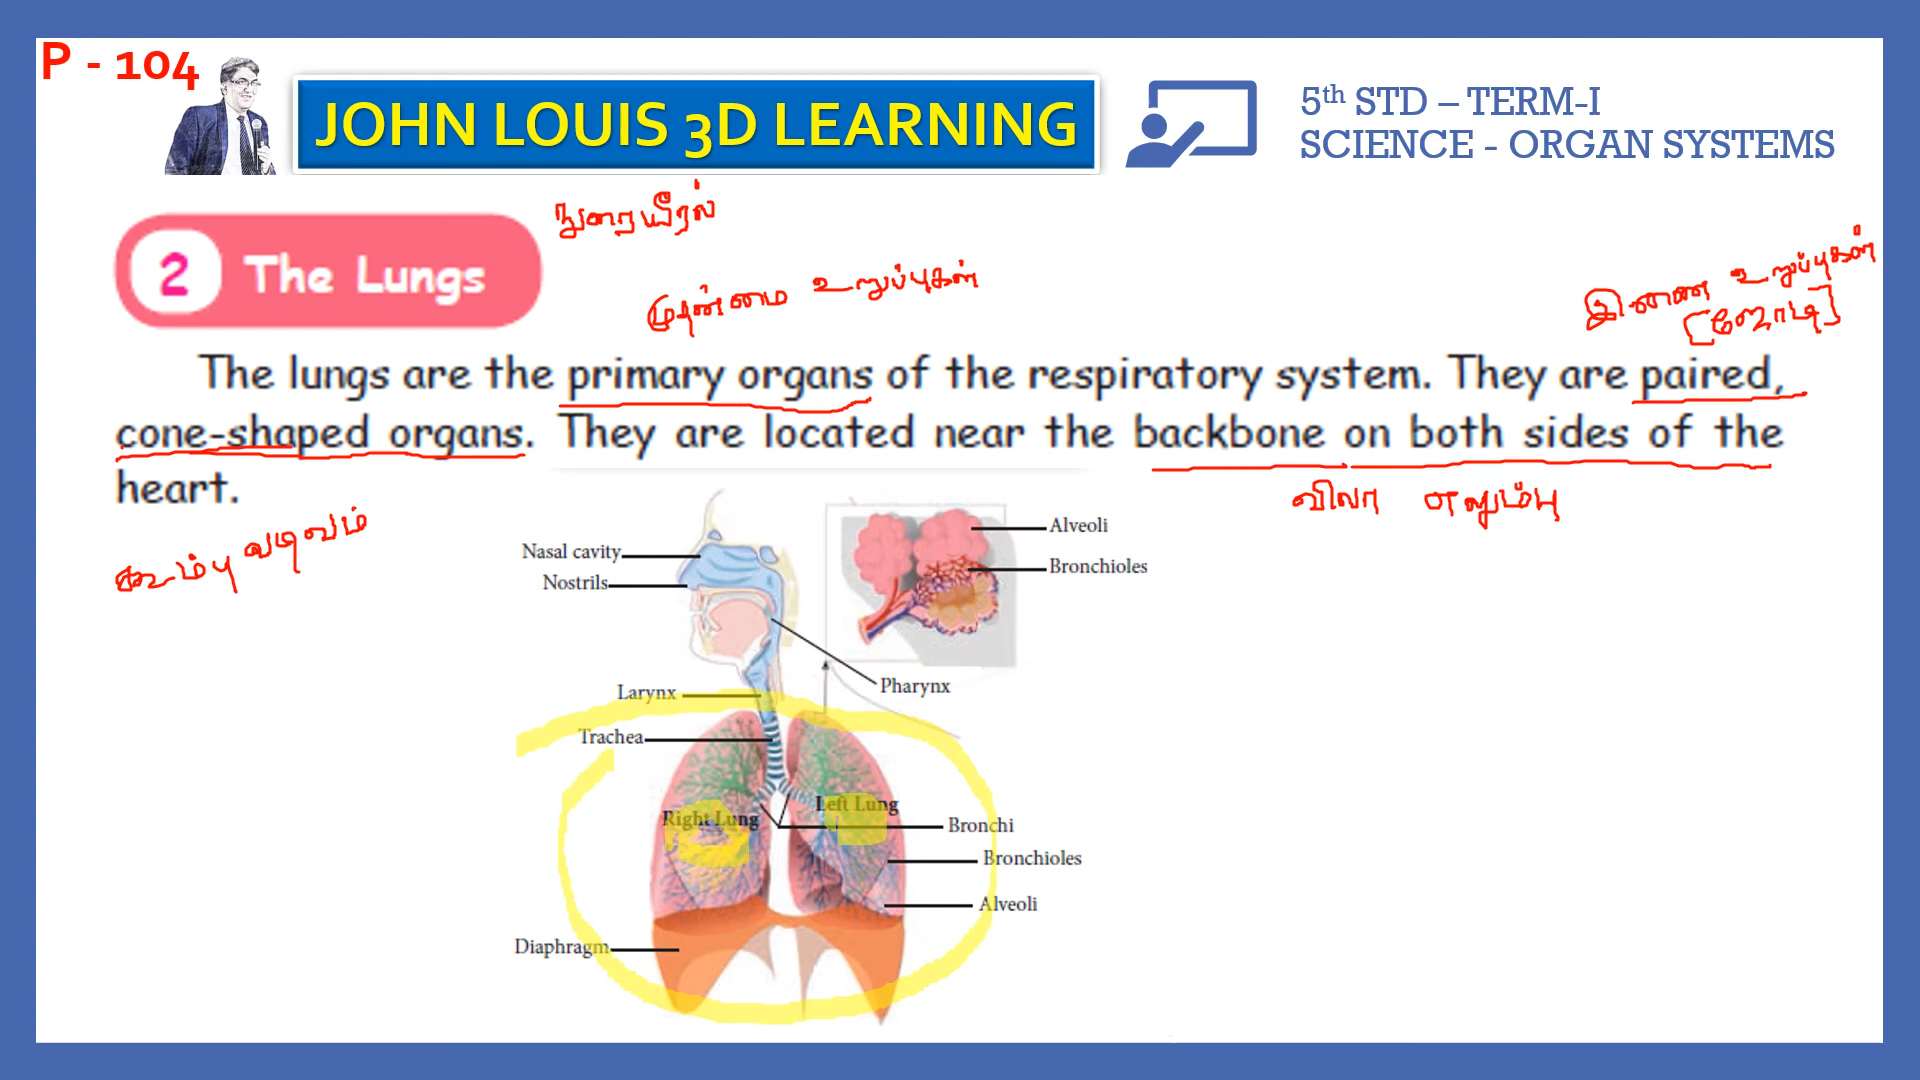 P - 104
JOHN LOUIS 3D LEARNING
5th STD – TERM-I
SCIENCE - ORGAN SYSTEMS
நுரையீரல்
2 The Lungs
முதன்மை உறுப்புகள்
இணை உறுப்புகள்
[ஜோடி]
The lungs are the primary organs of the respiratory system. They are paired,
cone-shaped organs. They are located near the backbone on both sides of the
heart.
விலா எலும்பு
கூம்பு வடிவம்
Alveoli
Nasal cavity
Bronchioles
Nostrils
Pharynx
Larynx
Trachea
Left Lung
Right Lung
Bronchi
Bronchioles
Alveoli
Diaphragm